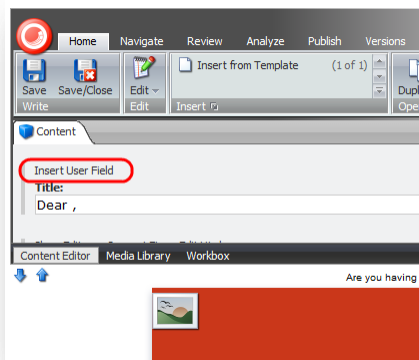 Home Navigate Review Analyze Publish Versions
Insert from Template (1 of 1)
Save Save/Close Edit
Write Edit Insert
Content
Insert User Field
Title:
Dear ,
Content Editor Media Library Workbox
Are you having